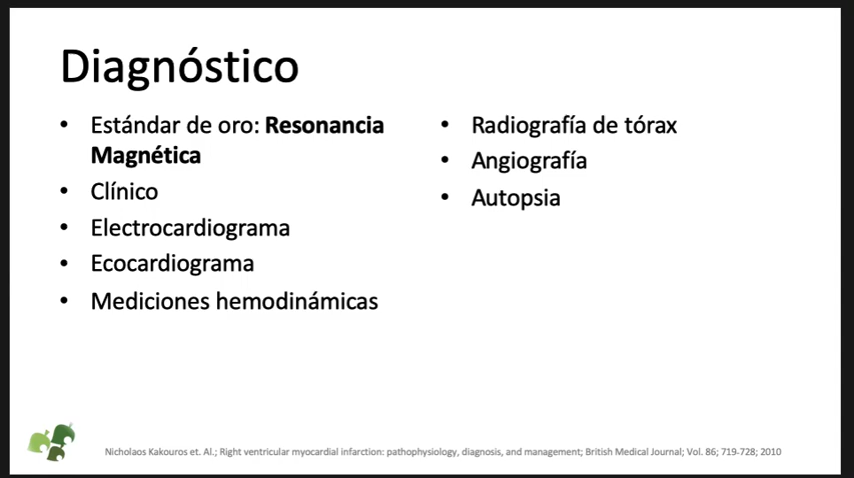 Diagnóstico
• Estándar de oro: Resonancia
Magnética
• Clínico
• Electrocardiograma
• Ecocardiograma
• Mediciones hemodinámicas
• Radiografía de tórax
• Angiografía
• Autopsia
Nicholaos Kakouros et. Al.; Right ventricular myocardial infarction: pathophysiology, diagnosis, and management; British Medical Journal; Vol. 86; 719-728; 2010